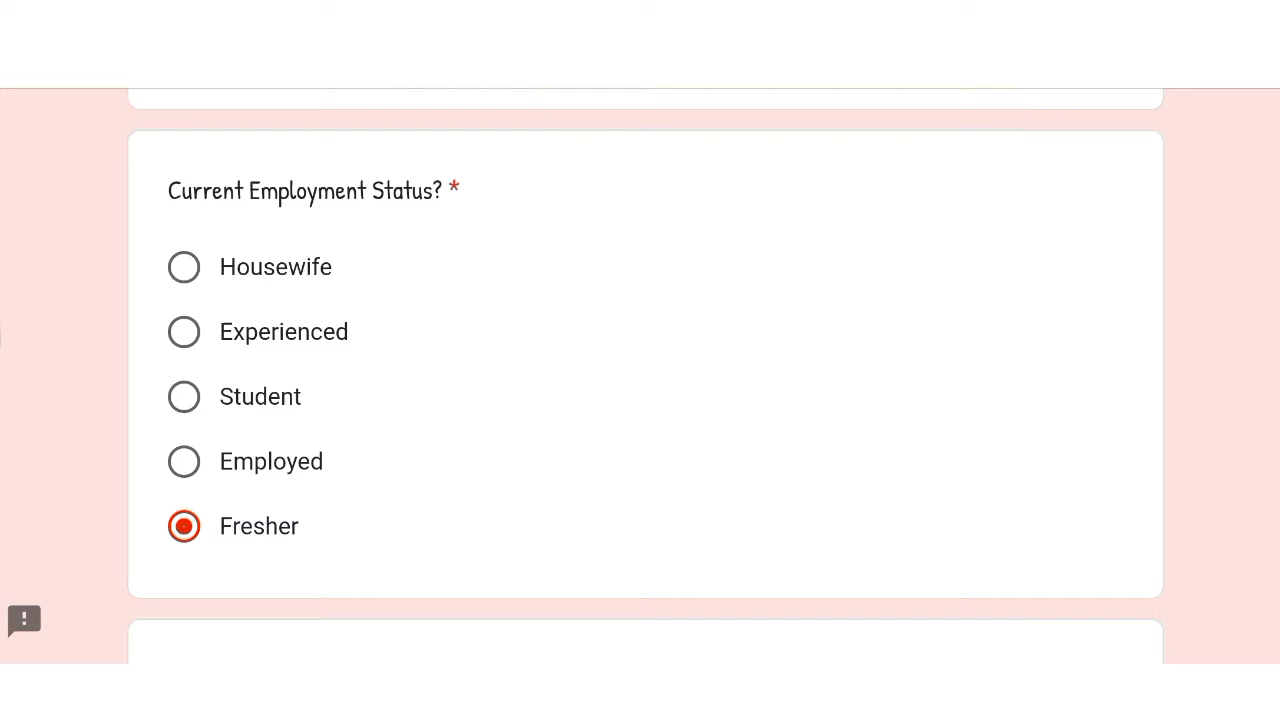 Current Employment Status? *
Housewife
Experienced
Student
Employed
Fresher